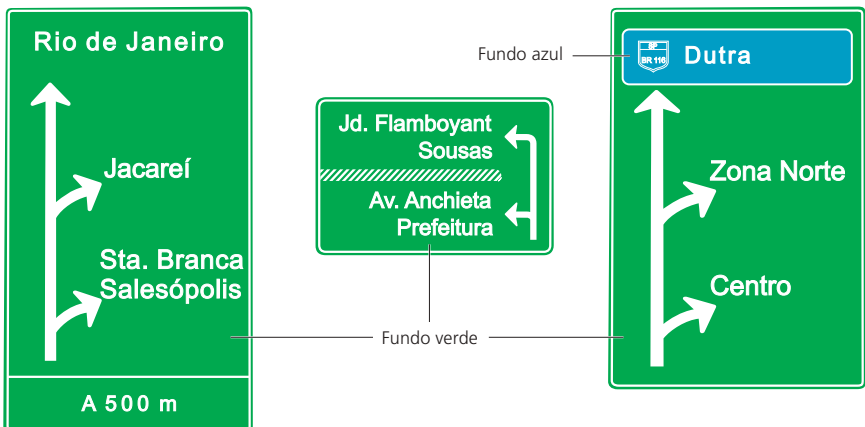 Rio de Janeiro
Jacareí
Sta. Branca
Salesópolis
A 500 m
Jd. Flamboyant
Sousas
Av. Anchieta
Prefeitura
Fundo verde
Fundo azul
SP
BR 116
Dutra
Zona Norte
Centro